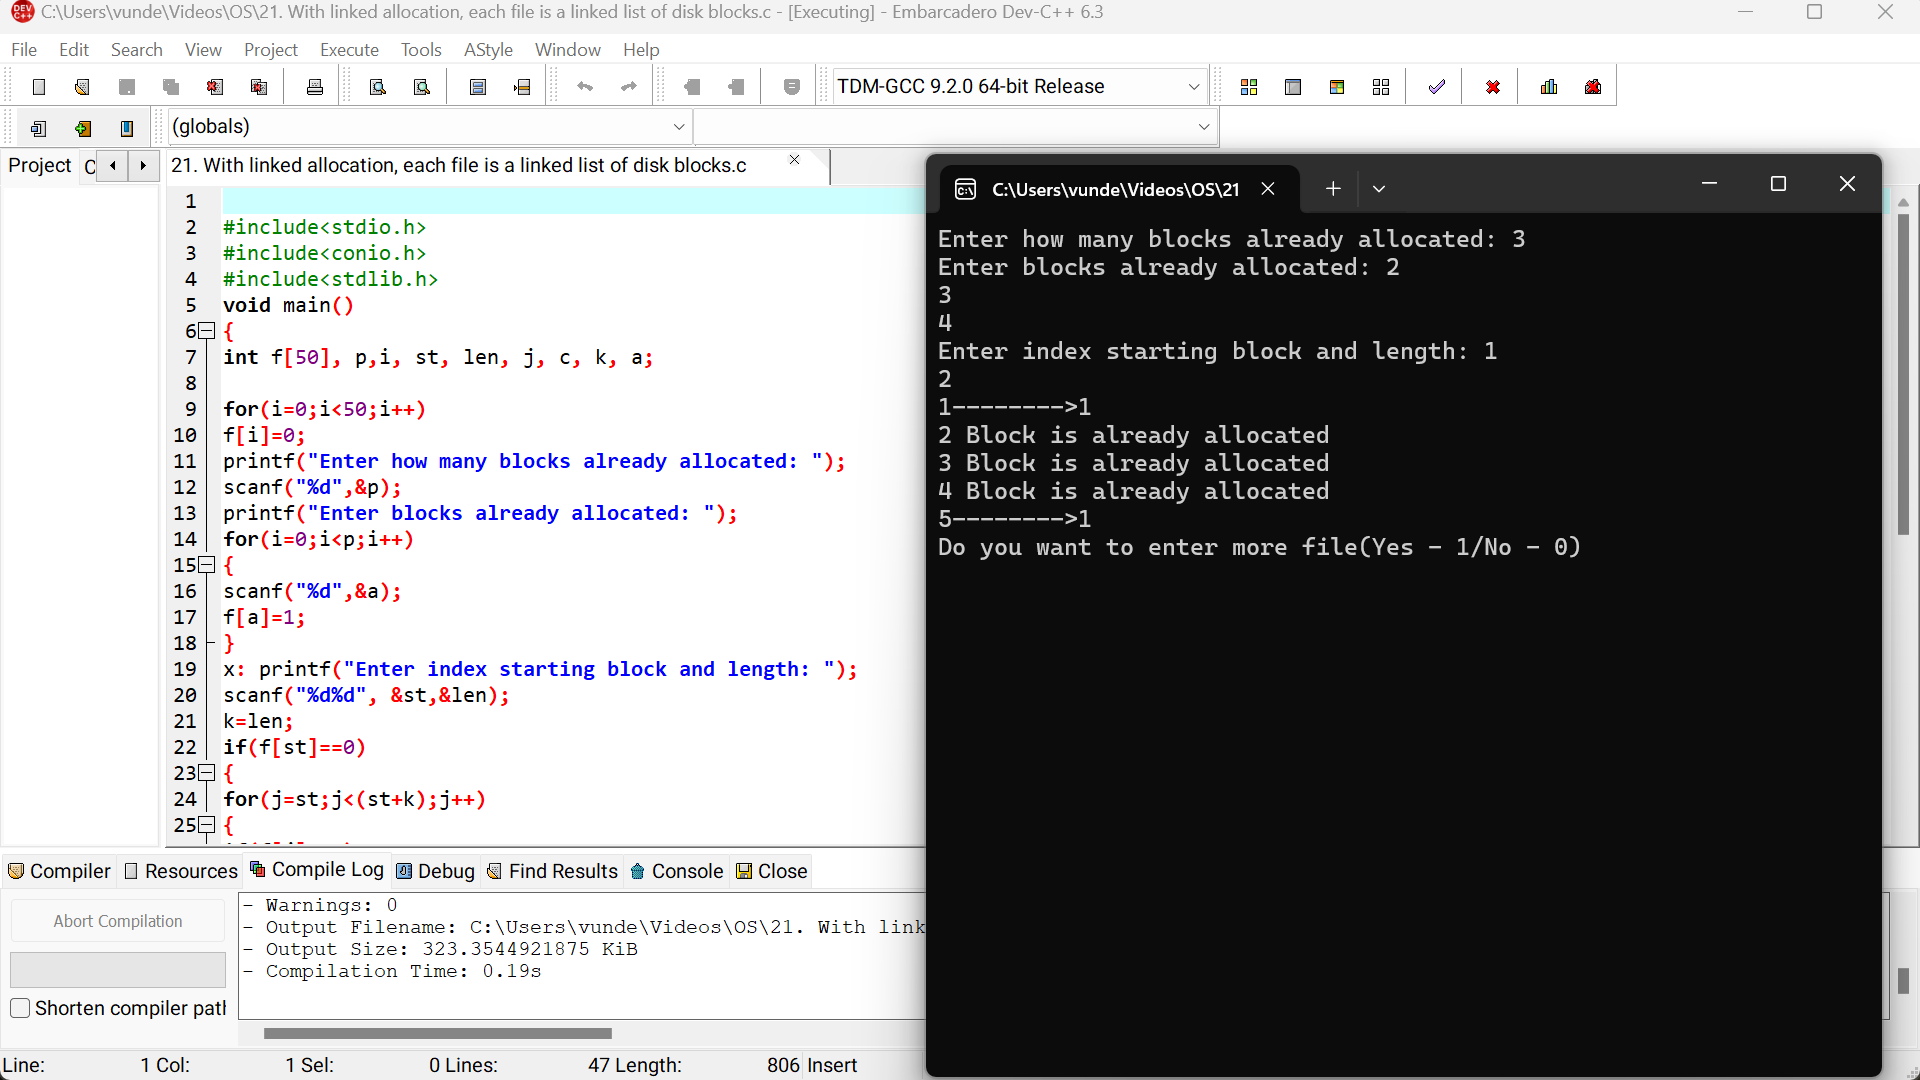 C:\Users\vunde\Videos\OS\21. With linked allocation, each file is a linked list of disk blocks.c - [Executing] - Embarcadero Dev-C++ 6.3
File Edit Search View Project Execute Tools AStyle Window Help
TDM-GCC 9.2.0 64-bit Release
(globals)
Project
21. With linked allocation, each file is a linked list of disk blocks.c
1
2 #include<stdio.h>
3 #include<conio.h>
4 #include<stdlib.h>
5 void main()
6 {
7 int f[50], p,i, st, len, j, c, k, a;
8
9 for(i=0;i<50;i++)
10 f[i]=0;
11 printf("Enter how many blocks already allocated: ");
12 scanf("%d",&p);
13 printf("Enter blocks already allocated: ");
14 for(i=0;i<p;i++)
15 {
16 scanf("%d",&a);
17 f[a]=1;
18 }
19 x: printf("Enter index starting block and length: ");
20 scanf("%d%d", &st,&len);
21 k=len;
22 if(f[st]==0)
23 {
24 for(j=st;j<(st+k);j++)
25 {
C:\Users\vunde\Videos\OS\21
Enter how many blocks already allocated: 3
Enter blocks already allocated: 2
3
4
Enter index starting block and length: 1
2
1-------->1
2 Block is already allocated
3 Block is already allocated
4 Block is already allocated
5-------->1
Do you want to enter more file(Yes - 1/No - 0)
Compiler Resources Compile Log Debug Find Results Console Close
Abort Compilation
Shorten compiler path
- Warnings: 0
- Output Filename: C:\Users\vunde\Videos\OS\21. With link
- Output Size: 323.3544921875 KiB
- Compilation Time: 0.19s
Line: 1 Col: 1 Sel: 0 Lines: 47 Length: 806 Insert